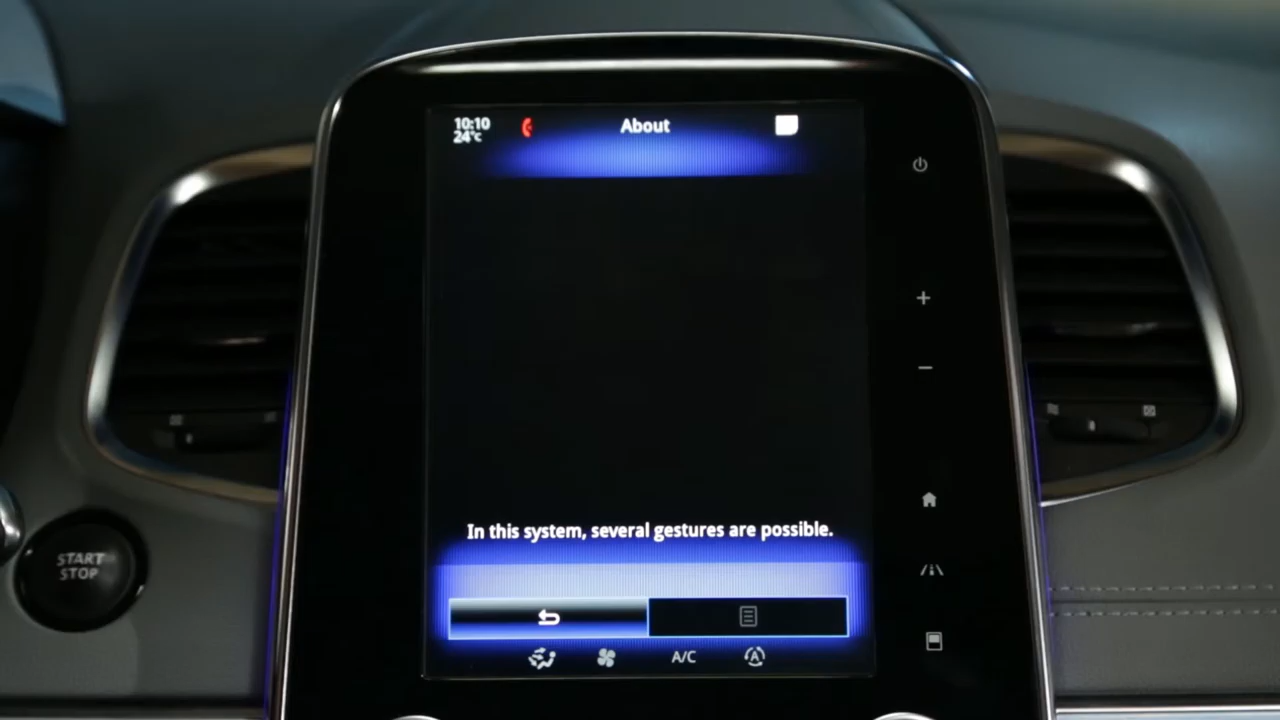 10:10
24°C
About
In this system, several gestures are possible.
A/C
START
STOP